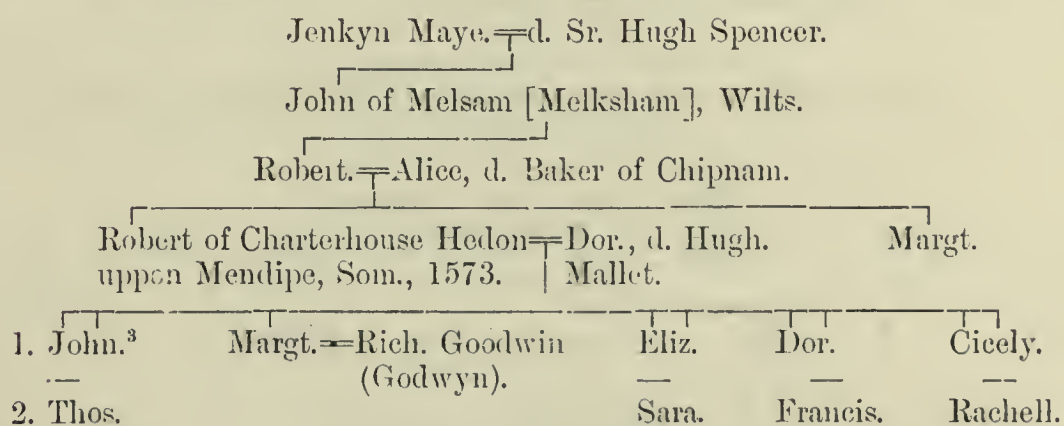 Jenkyn Maye. d. Sr. Hugh Spencer.
John of Melsam [Melksham], Wilts.
Robert. Alice, d. Baker of Chipnam.
Robert of Charterhouse Hedon Dor., d. Hugh. Margt.
uppon Mendipe, Som., 1573. Mallet.
1. John.³ Margt. Rich. Goodwin Eliz. Dor. Cicely.
(Godwyn).
2. Thos. Sara. Francis. Rachell.